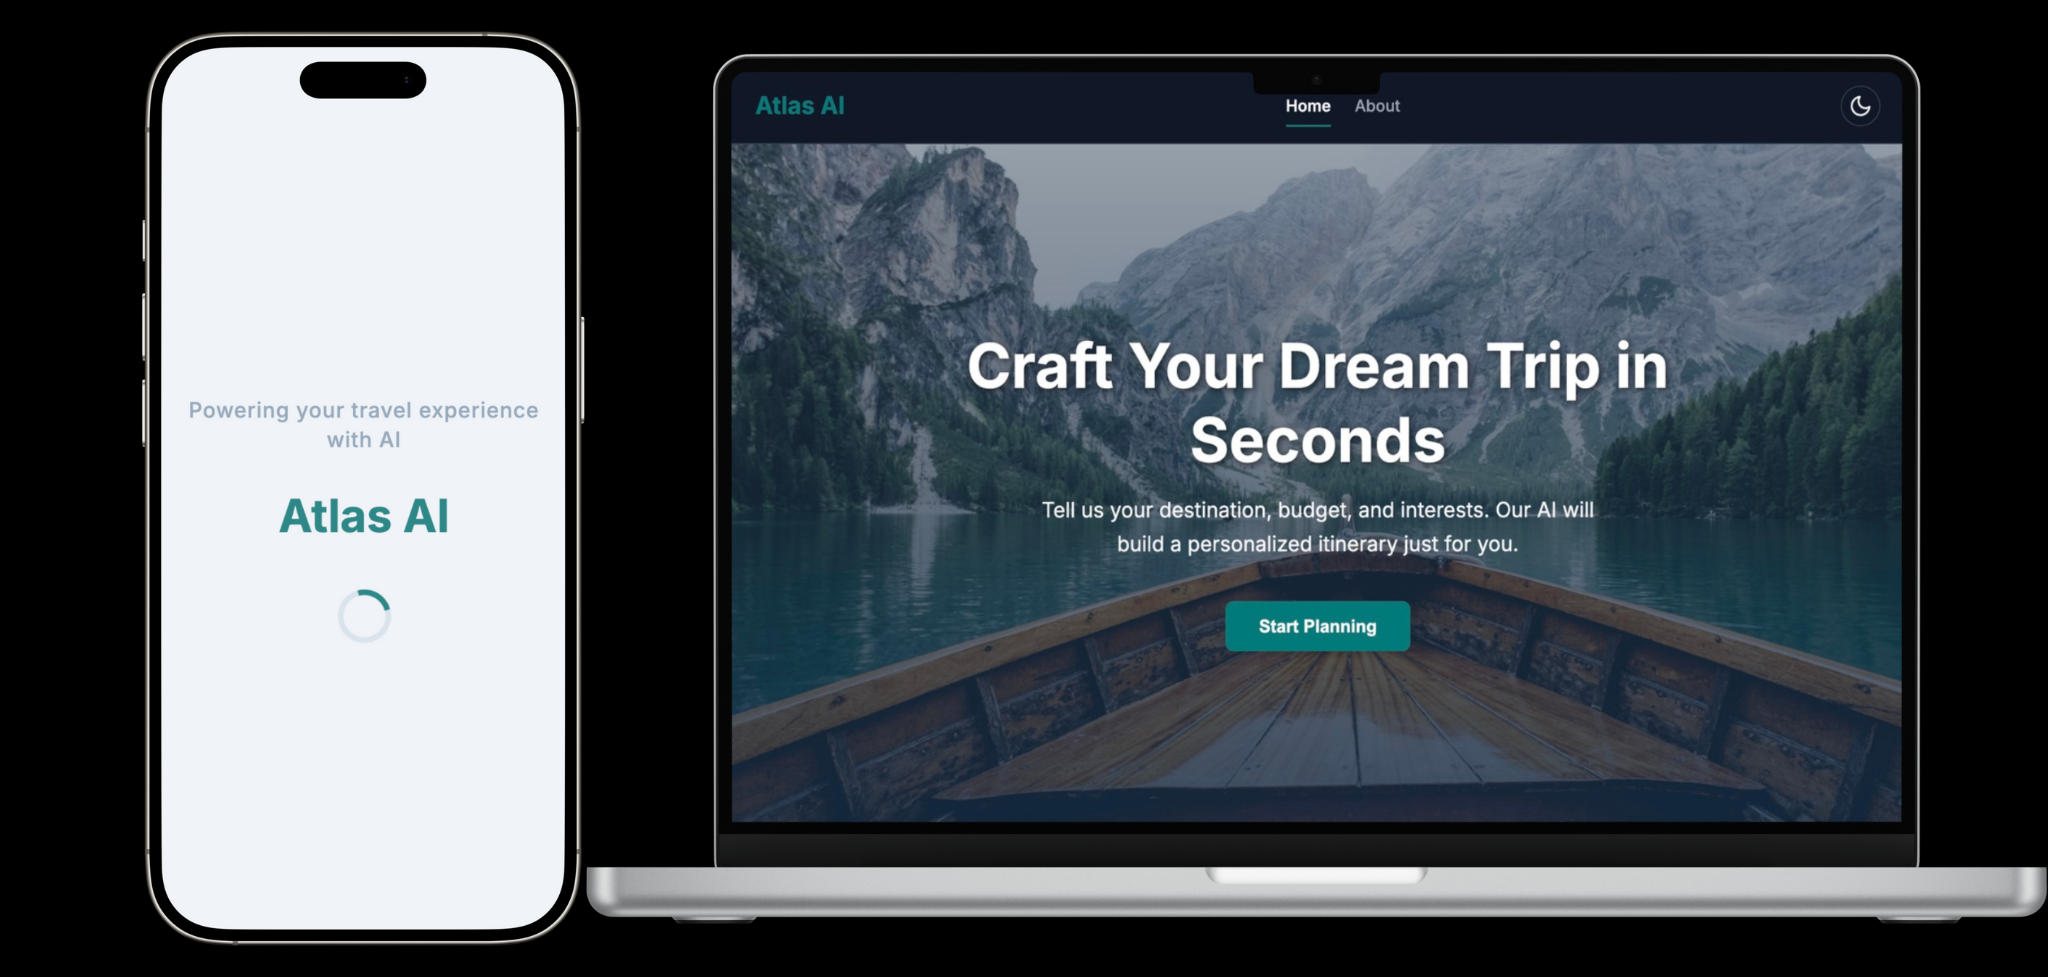 Powering your travel experience
with AI
Atlas AI
Atlas AI
Home
About
Craft Your Dream Trip in
Seconds
Tell us your destination, budget, and interests. Our AI will
build a personalized itinerary just for you.
Start Planning